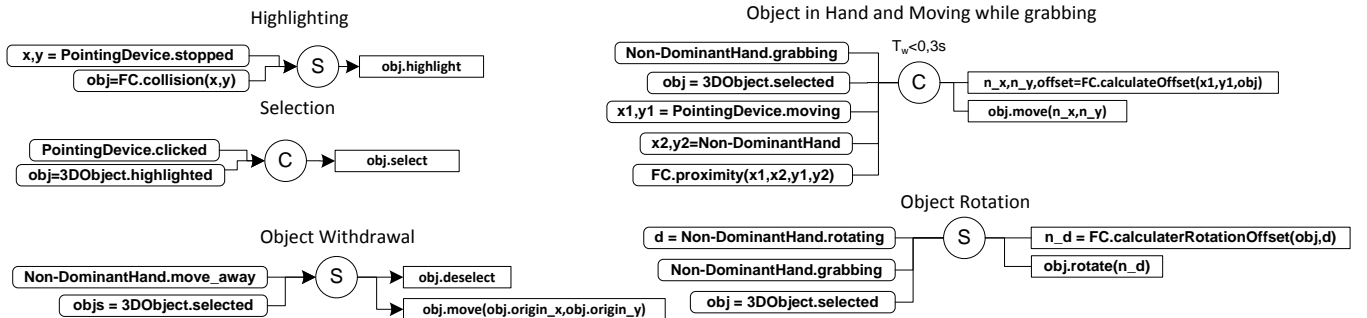 Highlighting
x,y = PointingDevice.stopped
obj=FC.collision(x,y)
S
obj.highlight
Selection
PointingDevice.clicked
obj=3DObject.highlighted
C
obj.select
Object Withdrawal
Non-DominantHand.move_away
objs = 3DObject.selected
S
obj.deselect
obj.move(obj.origin_x,obj.origin_y)
Object in Hand and Moving while grabbing
Non-DominantHand.grabbing
obj = 3DObject.selected
x1,y1 = PointingDevice.moving
x2,y2=Non-DominantHand
FC.proximity(x1,x2,y1,y2)
Tw<0,3s
C
n_x,n_y,offset=FC.calculateOffset(x1,y1,obj)
obj.move(n_x,n_y)
Object Rotation
d = Non-DominantHand.rotating
Non-DominantHand.grabbing
obj = 3DObject.selected
S
n_d = FC.calculaterRotationOffset(obj,d)
obj.rotate(n_d)